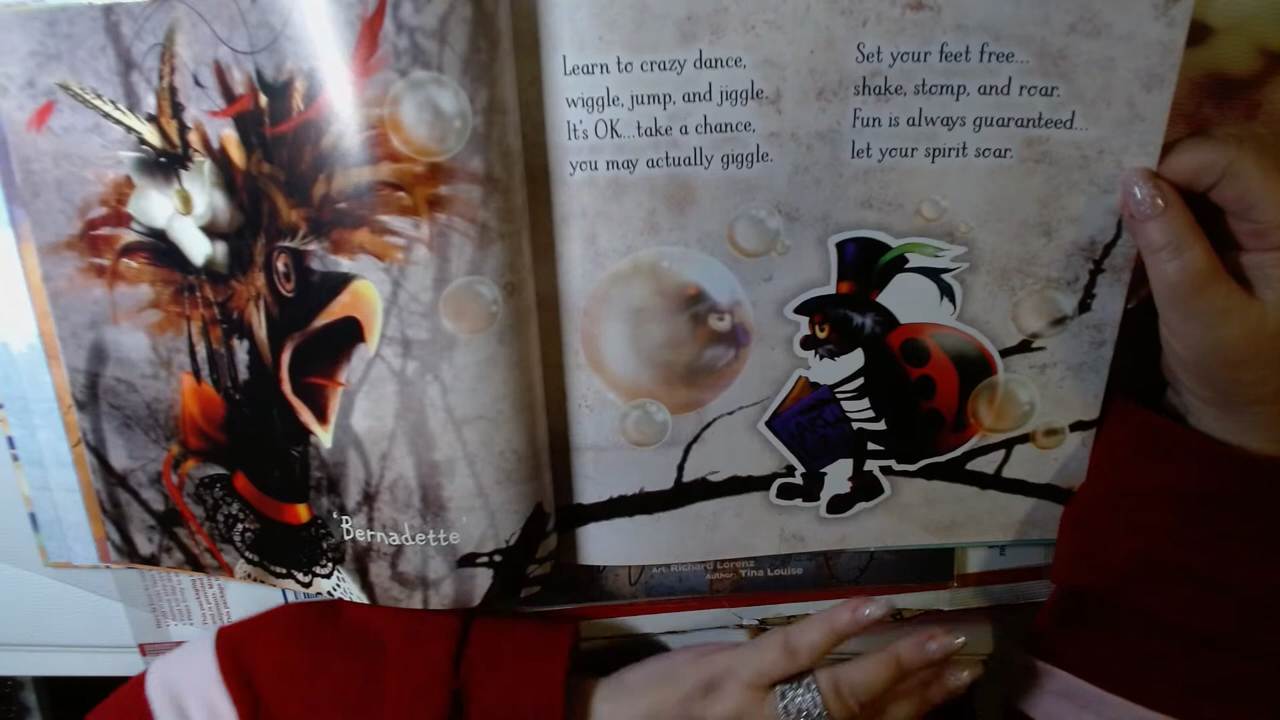 Learn to crazy dance,
wiggle, jump, and jiggle.
It's OK...take a chance,
you may actually giggle.
Set your feet free...
shake, stomp, and roar.
Fun is always guaranteed...
let your spirit soar.
'Bernadette'
Art: Richard Lorenz
Author: Tina Louise